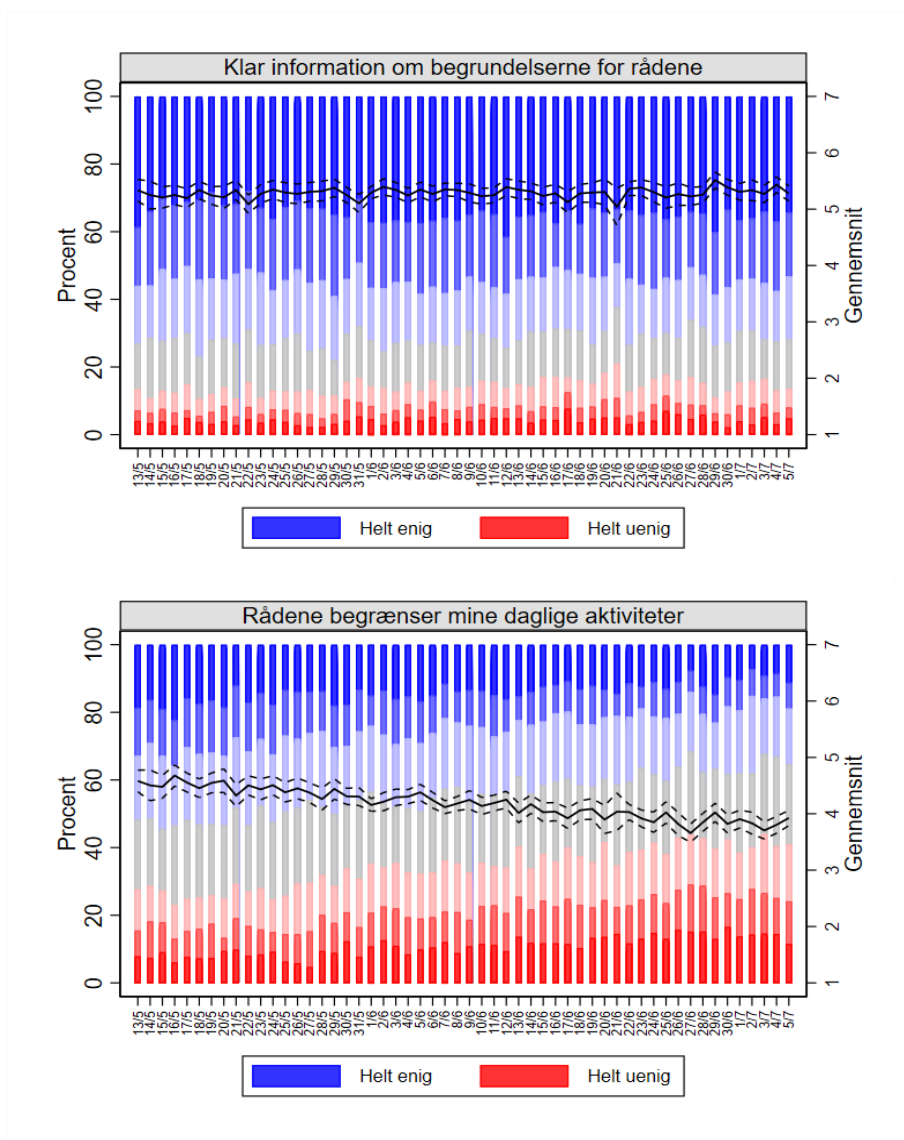 Klar information om begrundelserne for rådene
Procent
0 20 40 60 80 100
1 2 3 4 5 6 7
Gennemsnit
13/5 14/5 15/5 16/5 17/5 18/5 19/5 20/5 21/5 22/5 23/5 24/5 25/5 26/5 27/5 28/5 29/5 30/5 31/5 1/6 2/6 3/6 4/6 5/6 6/6 7/6 8/6 9/6 10/6 11/6 12/6 13/6 14/6 15/6 16/6 17/6 18/6 19/6 20/6 21/6 22/6 23/6 24/6 25/6 26/6 27/6 28/6 29/6 30/6 1/7 2/7 3/7 4/7 5/7
Helt enig Helt uenig
Rådene begrænser mine daglige aktiviteter
Procent
0 20 40 60 80 100
1 2 3 4 5 6 7
Gennemsnit
13/5 14/5 15/5 16/5 17/5 18/5 19/5 20/5 21/5 22/5 23/5 24/5 25/5 26/5 27/5 28/5 29/5 30/5 31/5 1/6 2/6 3/6 4/6 5/6 6/6 7/6 8/6 9/6 10/6 11/6 12/6 13/6 14/6 15/6 16/6 17/6 18/6 19/6 20/6 21/6 22/6 23/6 24/6 25/6 26/6 27/6 28/6 29/6 30/6 1/7 2/7 3/7 4/7 5/7
Helt enig Helt uenig